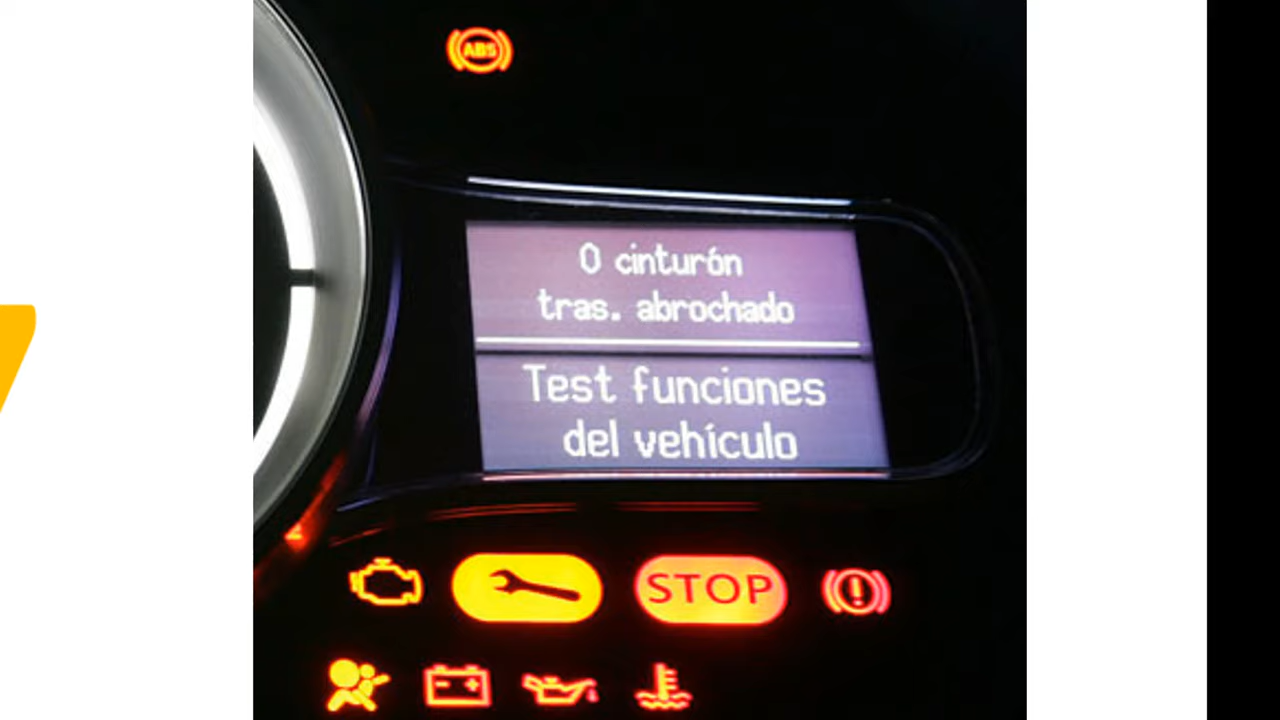 ABS
0 cinturón
tras. abrochado
Test funciones
del vehículo
STOP